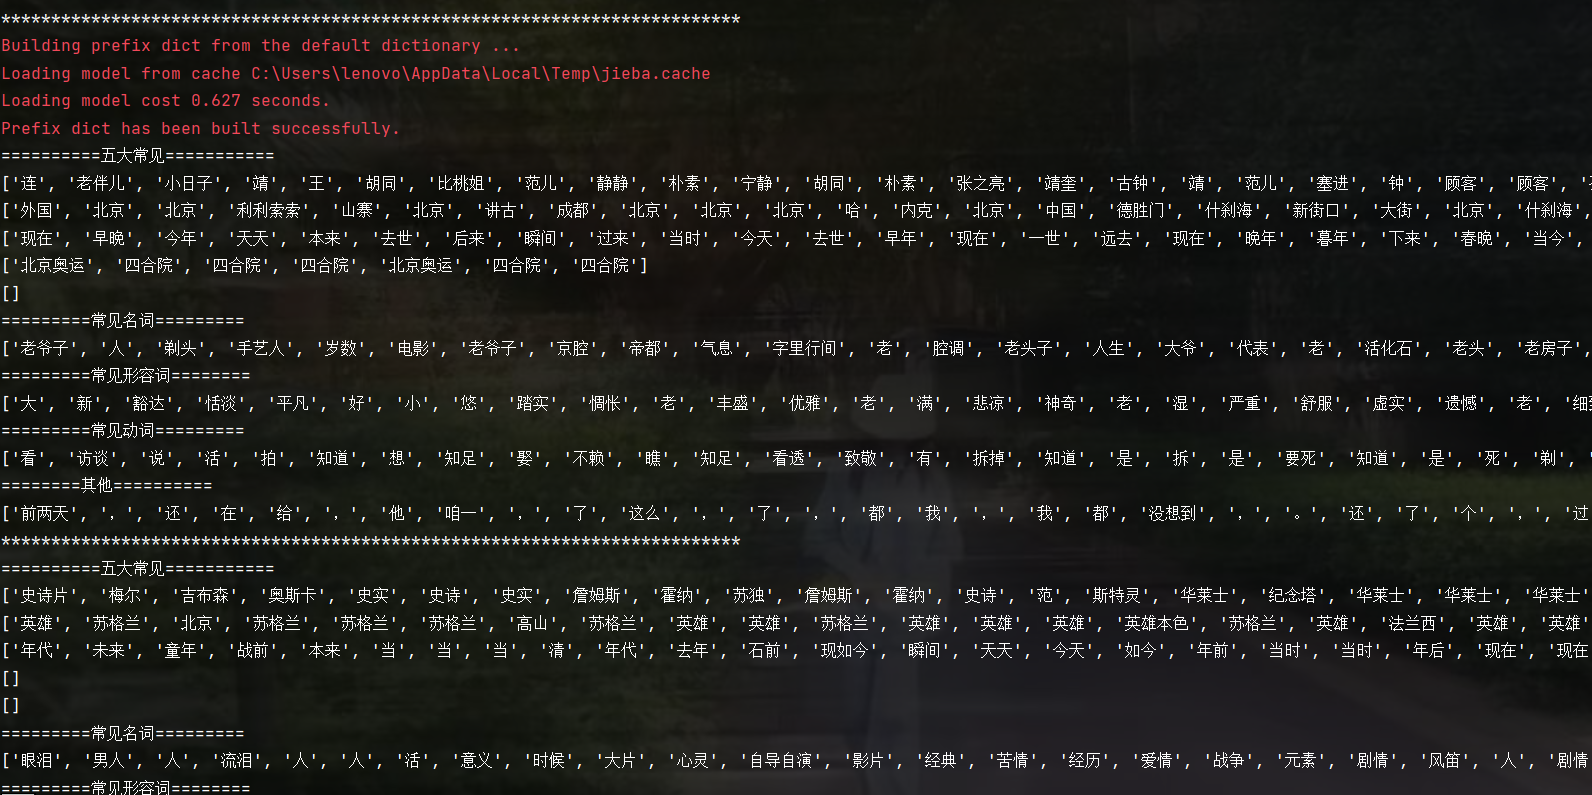 **************************************************************************
Building prefix dict from the default dictionary ...
Loading model from cache C:\Users\lenovo\AppData\Local\Temp\jieba.cache
Loading model cost 0.627 seconds.
Prefix dict has been built successfully.
==========五大常见===========
['连', '老伴儿', '小日子', '靖', '王', '胡同', '比桃姐', '范儿', '静静', '朴素', '宁静', '胡同', '朴素', '张之亮', '靖奎', '古钟', '靖', '范儿', '塞进', '钟', '顾客', '顾客', '
['外国', '北京', '北京', '利利索索', '山寨', '北京', '讲古', '成都', '北京', '北京', '北京', '哈', '内克', '北京', '中国', '德胜门', '什刹海', '新街口', '大街', '北京', '什刹海',
['现在', '早晚', '今年', '天天', '本来', '去世', '后来', '瞬间', '过来', '当时', '今天', '去世', '早年', '现在', '一世', '远去', '现在', '晚年', '暮年', '下来', '春晚', '当今',
['北京奥运', '四合院', '四合院', '四合院', '北京奥运', '四合院', '四合院']
[]
=========常见名词=========
['老爷子', '人', '剃头', '手艺人', '岁数', '电影', '老爷子', '京腔', '帝都', '气息', '字里行间', '老', '腔调', '老头子', '人生', '大爷', '代表', '老', '活化石', '老头', '老房子',
=========常见形容词========
['大', '新', '豁达', '恬淡', '平凡', '好', '小', '悠', '踏实', '惆怅', '老', '丰盛', '优雅', '老', '满', '悲凉', '神奇', '老', '湿', '严重', '舒服', '虚实', '遗憾', '老', '细
=========常见动词=========
['看', '访谈', '说', '活', '拍', '知道', '想', '知足', '娶', '不赖', '瞧', '知足', '看透', '致敬', '有', '拆掉', '知道', '是', '拆', '是', '要死', '知道', '是', '死', '剃', '
========其他==========
['前两天', '，', '还', '在', '给', '，', '他', '咱一', '，', '了', '这么', '，', '了', '，', '都', '我', '，', '我', '都', '没想到', '，', '。', '还', '了', '个', '，', '过
**************************************************************************
==========五大常见===========
['史诗片', '梅尔', '吉布森', '奥斯卡', '史实', '史诗', '史实', '詹姆斯', '霍纳', '苏独', '詹姆斯', '霍纳', '史诗', '范', '斯特灵', '华莱士', '纪念塔', '华莱士', '华莱士', '华莱士'
['英雄', '苏格兰', '北京', '苏格兰', '苏格兰', '苏格兰', '高山', '苏格兰', '英雄', '英雄', '苏格兰', '英雄', '英雄', '英雄', '英雄本色', '苏格兰', '英雄', '法兰西', '英雄', '英雄'
['年代', '未来', '童年', '战前', '本来', '当', '当', '当', '清', '年代', '去年', '石前', '现如今', '瞬间', '天天', '今天', '如今', '年前', '当时', '当时', '年后', '现在', '现在
[]
[]
=========常见名词=========
['眼泪', '男人', '人', '流泪', '人', '人', '活', '意义', '时候', '大片', '心灵', '自导自演', '影片', '经典', '苦情', '经历', '爱情', '战争', '元素', '剧情', '风笛', '人', '剧情
=========常见形容词========